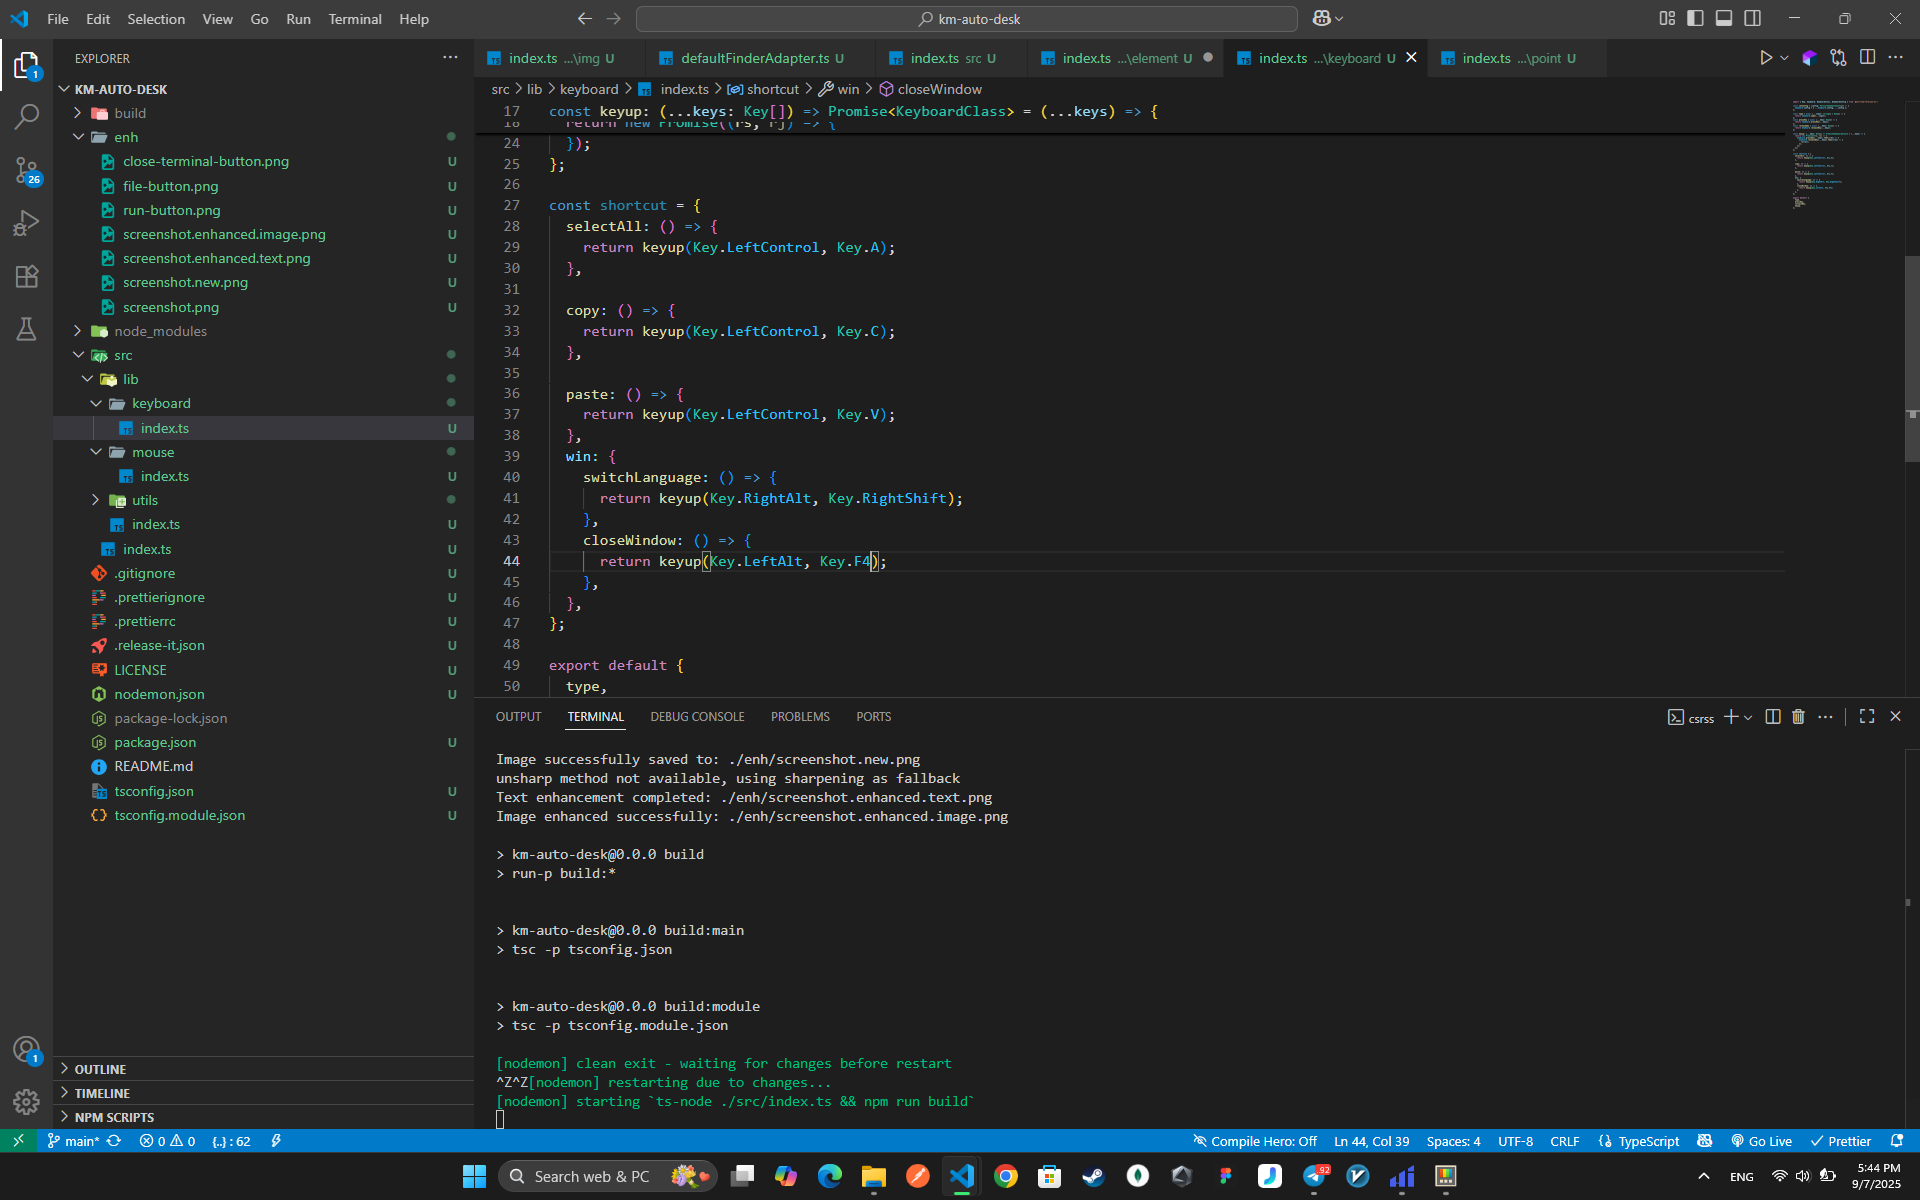 File Edit Selection View Go Run Terminal Help
km-auto-desk
EXPLORER
KM-AUTO-DESK
build
enh
close-terminal-button.png U
file-button.png U
run-button.png U
screenshot.enhanced.image.png U
screenshot.enhanced.text.png U
screenshot.new.png U
screenshot.png U
node_modules
src
lib
keyboard
index.ts U
mouse
index.ts U
utils
index.ts U
index.ts U
.gitignore U
.prettierignore U
.prettierrc U
.release-it.json U
LICENSE U
nodemon.json U
package-lock.json
package.json U
README.md
tsconfig.json U
tsconfig.module.json U
OUTLINE
TIMELINE
NPM SCRIPTS
1
26
1
index.ts ...\img U
defaultFinderAdapter.ts U
index.ts src U
index.ts ...\element U
index.ts ...\keyboard U
index.ts ...\point U
src > lib > keyboard > index.ts > shortcut > win > closeWindow
17 const keyup: (...keys: Key[]) => Promise<KeyboardClass> = (...keys) => {
18 return new Promise((rs, rj) => {
24 });
25 };
26
27 const shortcut = {
28 selectAll: () => {
29 return keyup(Key.LeftControl, Key.A);
30 },
31
32 copy: () => {
33 return keyup(Key.LeftControl, Key.C);
34 },
35
36 paste: () => {
37 return keyup(Key.LeftControl, Key.V);
38 },
39 win: {
40 switchLanguage: () => {
41 return keyup(Key.RightAlt, Key.RightShift);
42 },
43 closeWindow: () => {
44 return keyup(Key.LeftAlt, Key.F4);
45 },
46 },
47 };
48
49 export default {
50 type,
OUTPUT TERMINAL DEBUG CONSOLE PROBLEMS PORTS
csrss
Image successfully saved to: ./enh/screenshot.new.png
unsharp method not available, using sharpening as fallback
Text enhancement completed: ./enh/screenshot.enhanced.text.png
Image enhanced successfully: ./enh/screenshot.enhanced.image.png
> km-auto-desk@0.0.0 build
> run-p build:*
> km-auto-desk@0.0.0 build:main
> tsc -p tsconfig.json
> km-auto-desk@0.0.0 build:module
> tsc -p tsconfig.module.json
[nodemon] clean exit - waiting for changes before restart
^Z^Z[nodemon] restarting due to changes...
[nodemon] starting `ts-node ./src/index.ts && npm run build`
main* 0 0 {..} : 62
Compile Hero: Off Ln 44, Col 39 Spaces: 4 UTF-8 CRLF TypeScript Go Live Prettier
Search web & PC
92
ENG
5:44 PM
9/7/2025